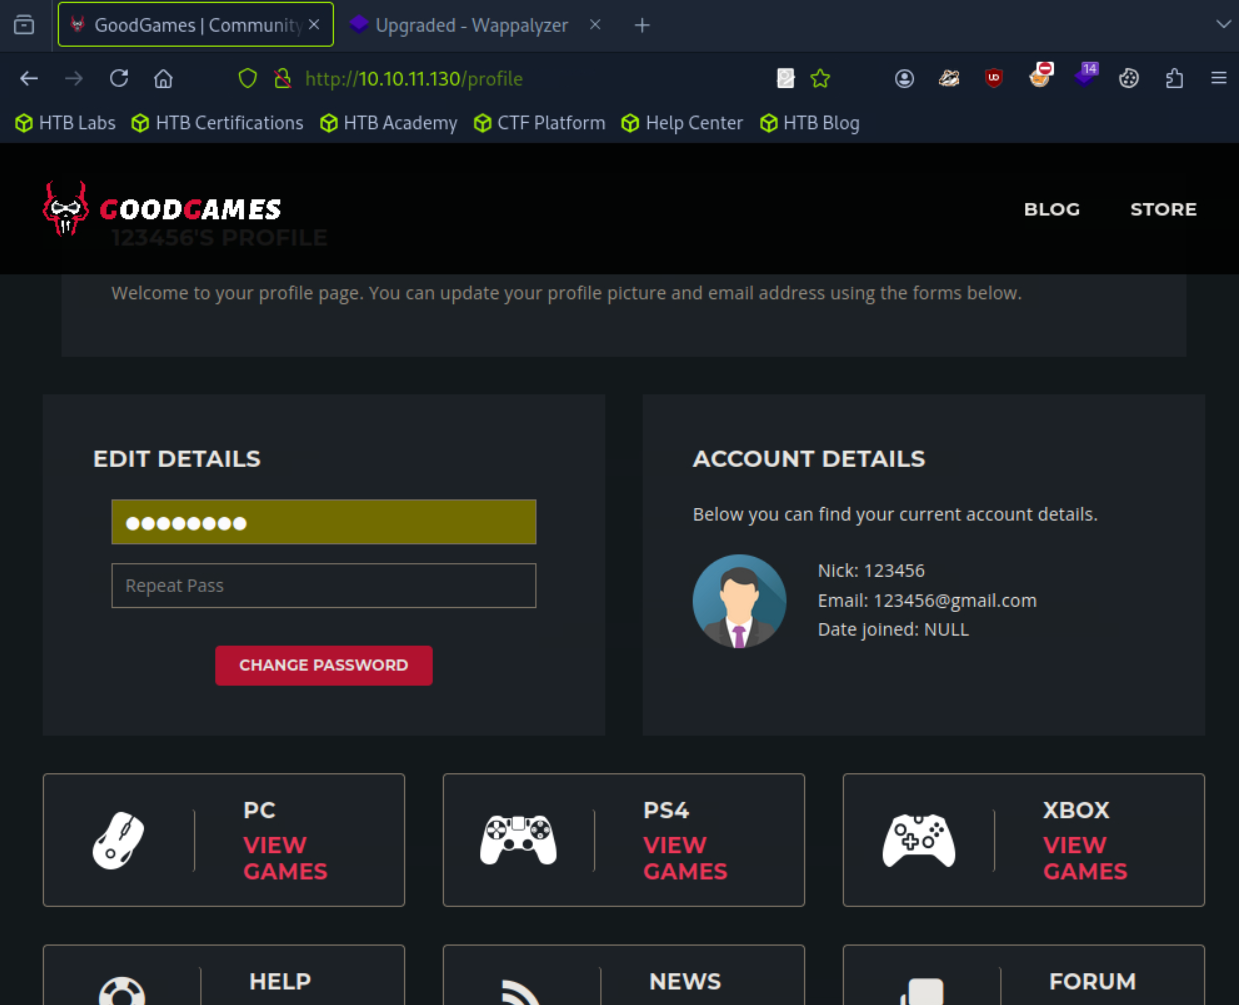 GoodGames | Community
Upgraded - Wappalyzer
http://10.10.11.130/profile
14
HTB Labs
HTB Certifications
HTB Academy
CTF Platform
Help Center
HTB Blog
GOODGAMES
BLOG
STORE
123456'S PROFILE
Welcome to your profile page. You can update your profile picture and email address using the forms below.
EDIT DETAILS
Repeat Pass
CHANGE PASSWORD
ACCOUNT DETAILS
Below you can find your current account details.
Nick: 123456
Email: 123456@gmail.com
Date joined: NULL
PC
VIEW
GAMES
PS4
VIEW
GAMES
XBOX
VIEW
GAMES
HELP
NEWS
FORUM